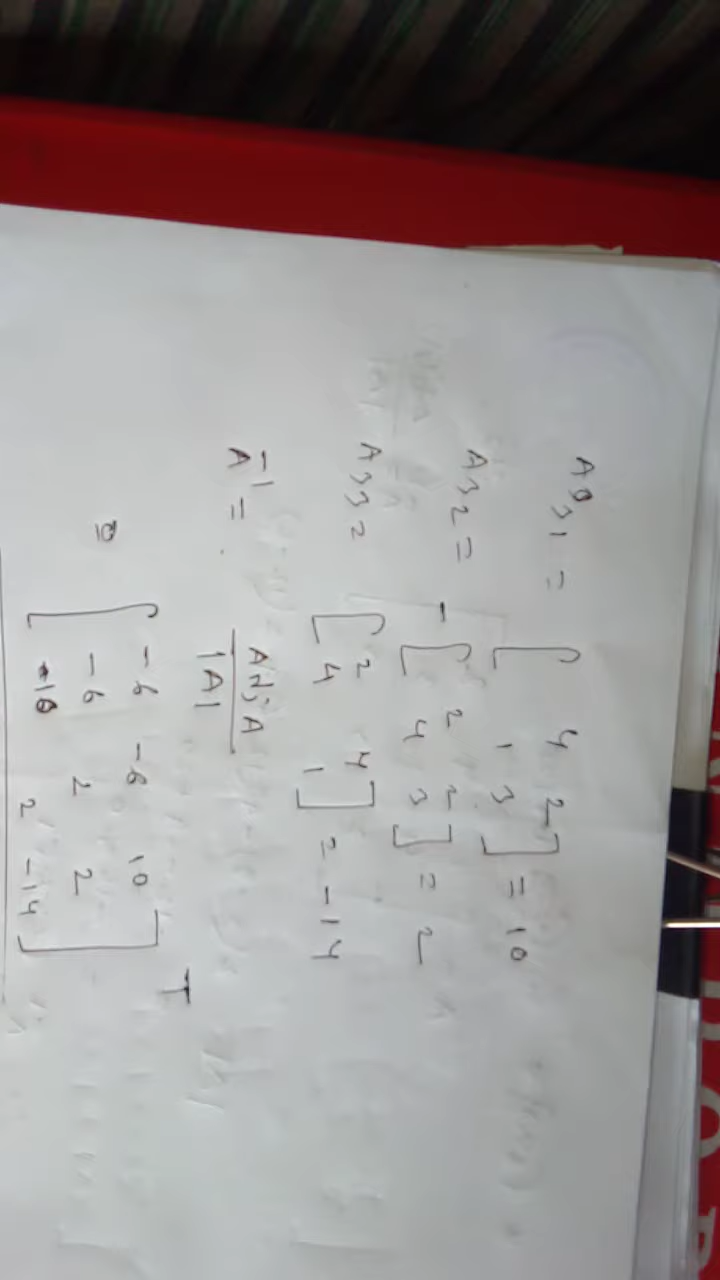 A31 = [ 4 2
1 3 ] = 10
A32 = - [ 2 2
4 3 ] = 2
A33 = [ 2 4
4 1 ] = -14
A-1 = Adj A
|A|
[ -6 -6 10
-6 2 2
-10 2 -14 ] T